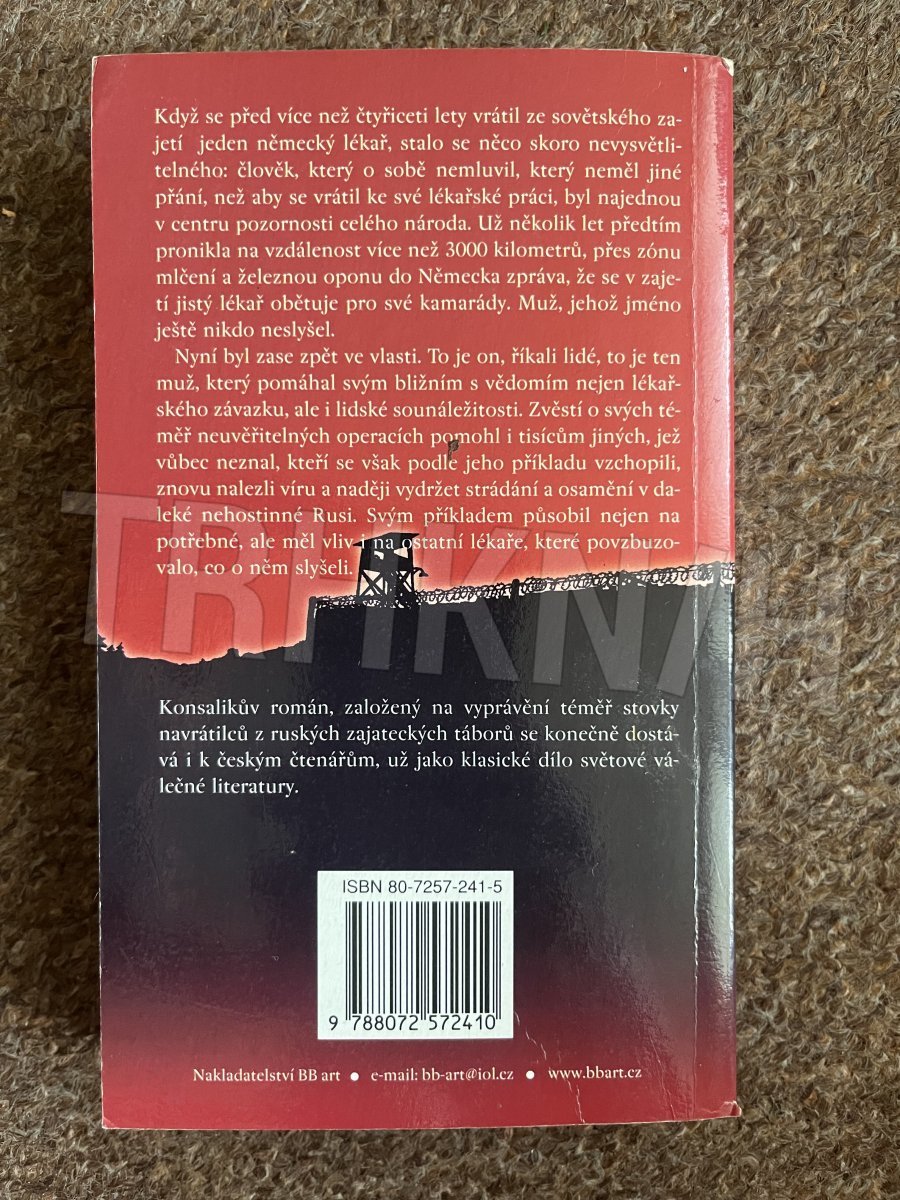 Když se před více než čtyřiceti lety vrátil ze sovětského za-
jetí jeden německý lékař, stalo se něco skoro nevysvětli-
telného: člověk, který o sobě nemluvil, který neměl jiné
přání, než aby se vrátil ke své lékařské práci, byl najednou
v centru pozornosti celého národa. Už několik let předtím
pronikla na vzdálenost více než 3000 kilometrů, přes zónu
mlčení a železnou oponu do Německa zpráva, že se v zaje-
tí jistý lékař obětuje pro své kamarády. Muž, jehož jméno
ještě nikdo neslyšel.
Nyní byl zase zpět ve vlasti. To je on, říkali lidé, to je ten
muž, který pomáhal svým bližním s vědomím nejen lékař-
ského závazku, ale i lidské sounáležitosti. Zvěstí o svých té-
měř neuvěřitelných operacích pomohl i tisícům jiných, jež
vůbec neznal, kteří se však podle jeho příkladu vzchopili,
znovu nalezli víru a naději vydržet strádání a osamění v da-
leké nehostinné Rusi. Svým příkladem působil nejen na
potřebné, ale měl vliv i na ostatní lékaře, které povzbuzo-
valo, co o něm slyšeli.
TRHKNIH
Konsalikův román, založený na vyprávění téměř stovky
navrátilců z ruských zajateckých táborů se konečně dostá-
vá i k českým čtenářům, už jako klasické dílo světové vá-
lečné literatury.
ISBN 80-7257-241-5
9 788072 572410
Nakladatelství BB art • e-mail: bb-art@iol.cz • www.bbart.cz